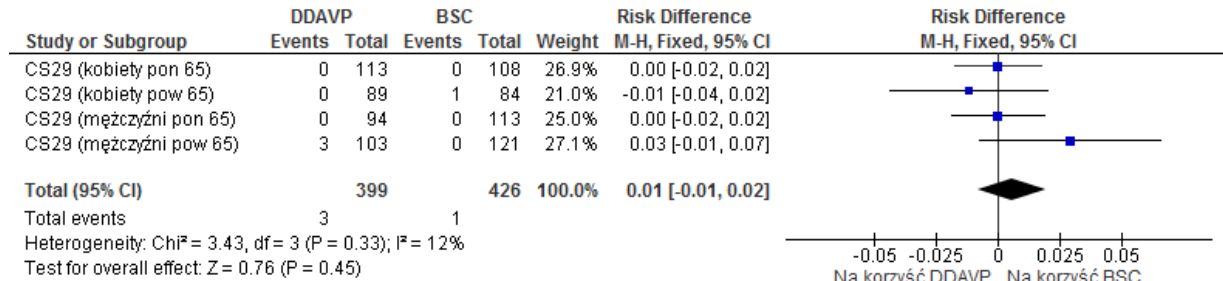 DDAVP BSC Risk Difference Risk Difference
Study or Subgroup Events Total Events Total Weight M-H, Fixed, 95% CI M-H, Fixed, 95% CI
CS29 (kobiety pon 65) 0 113 0 108 26.9% 0.00 [-0.02, 0.02]
CS29 (kobiety pow 65) 0 89 1 84 21.0% -0.01 [-0.04, 0.02]
CS29 (mężczyźni pon 65) 0 94 0 113 25.0% 0.00 [-0.02, 0.02]
CS29 (mężczyźni pow 65) 3 103 0 121 27.1% 0.03 [-0.01, 0.07]
Total (95% CI) 399 426 100.0% 0.01 [-0.01, 0.02]
Total events 3 1
Heterogeneity: Chi² = 3.43, df = 3 (P = 0.33); I² = 12%
Test for overall effect: Z = 0.76 (P = 0.45)
-0.05 -0.025 0 0.025 0.05
Na korzyść DDAVP Na korzyść BSC